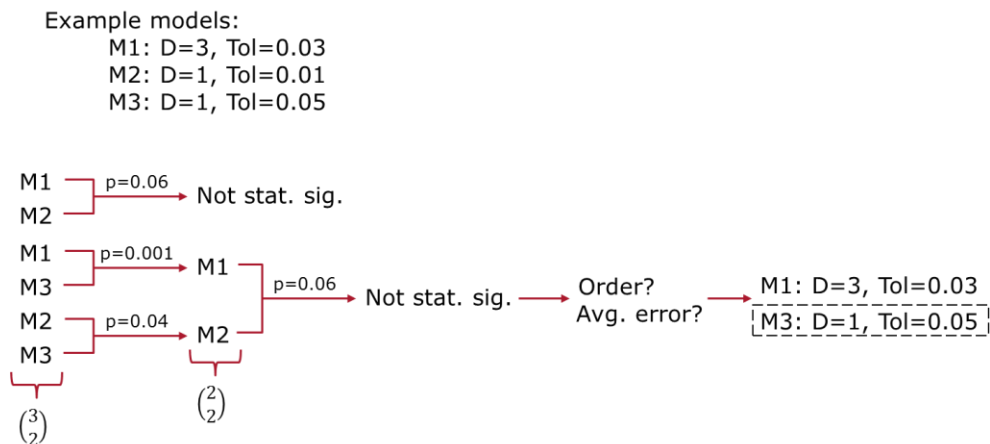 Example models:
M1: D=3, Tol=0.03
M2: D=1, Tol=0.01
M3: D=1, Tol=0.05
M1
p=0.06
Not stat. sig.
M2
M1
p=0.001
M1
M3
p=0.06
Not stat. sig.
Order?
Avg. error?
M1: D=3, Tol=0.03
M3: D=1, Tol=0.05
M2
p=0.04
M2
M3
(3 2)
(2 2)